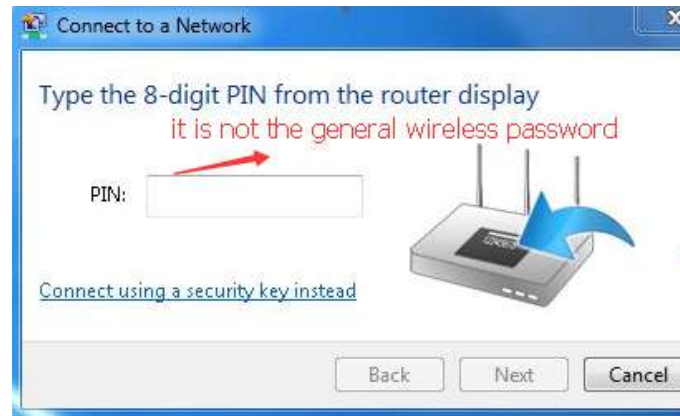 Connect to a Network
Type the 8-digit PIN from the router display
it is not the general wireless password
PIN:
Connect using a security key instead
Back Next Cancel